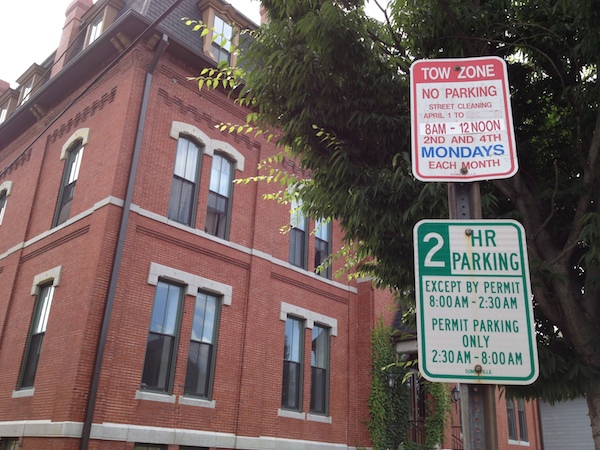 TOW ZONE
NO PARKING
STREET CLEANING
APRIL 1 TO
8AM - 12 NOON
2ND AND 4TH
MONDAYS
EACH MONTH
2 HR
PARKING
EXCEPT BY PERMIT
8:00AM - 2:30AM
PERMIT PARKING
ONLY
2:30AM - 8:00AM
SOMERVILLE